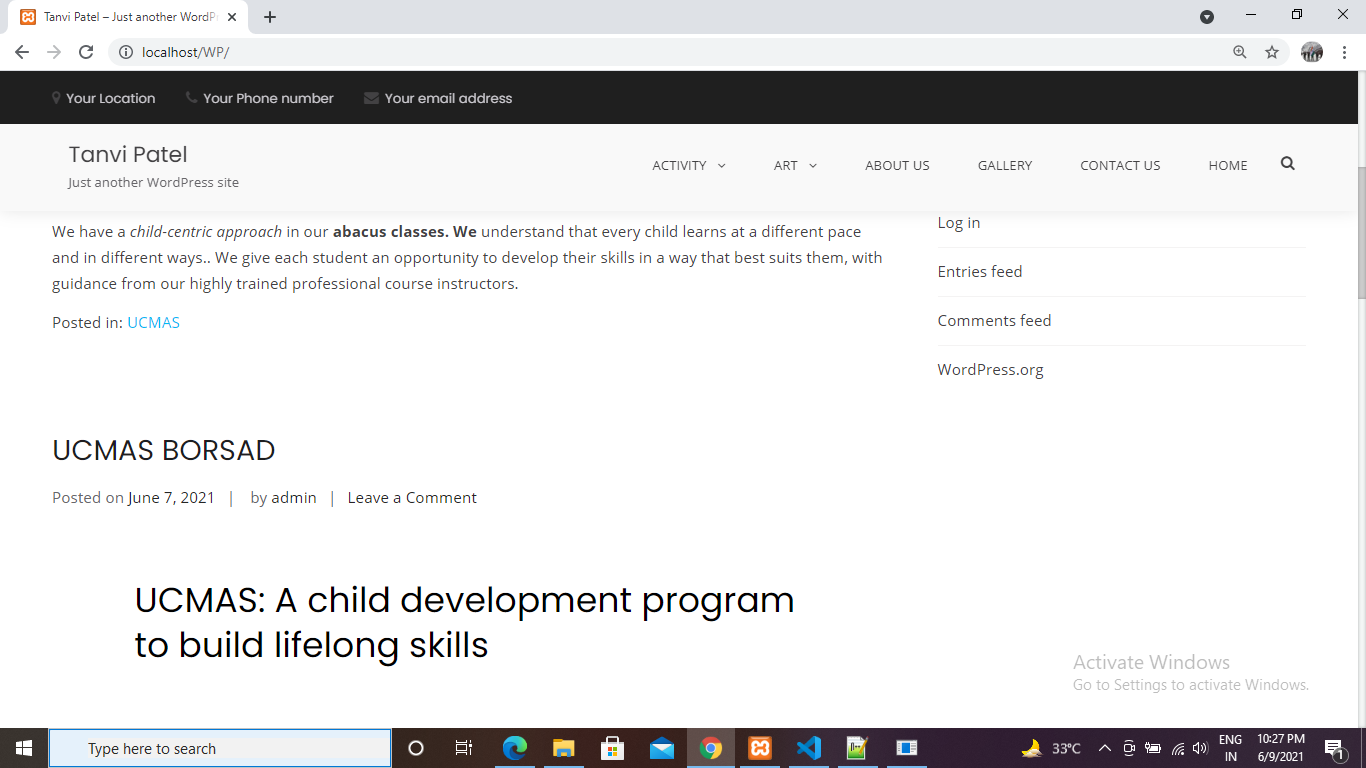 Tanvi Patel – Just another WordP
localhost/WP/
Your Location Your Phone number Your email address
Tanvi Patel
Just another WordPress site
ACTIVITY ART ABOUT US GALLERY CONTACT US HOME
We have a child-centric approach in our abacus classes. We understand that every child learns at a different pace
and in different ways.. We give each student an opportunity to develop their skills in a way that best suits them, with
guidance from our highly trained professional course instructors.
Posted in: UCMAS
Log in
Entries feed
Comments feed
WordPress.org
UCMAS BORSAD
Posted on June 7, 2021 | by admin | Leave a Comment
UCMAS: A child development program
to build lifelong skills
Activate Windows
Go to Settings to activate Windows.
Type here to search
33°C
ENG
IN
10:27 PM
6/9/2021
1